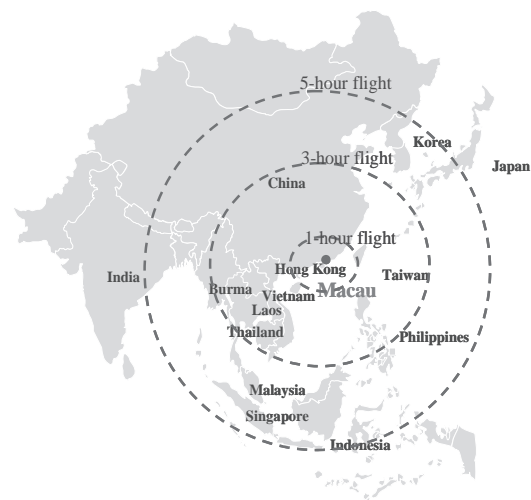 5-hour flight
Korea
3-hour flight
Japan
China
1-hour flight
Hong Kong
Taiwan
India
Burma
Vietnam
Macau
Laos
Thailand
Philippines
Malaysia
Singapore
Indonesia